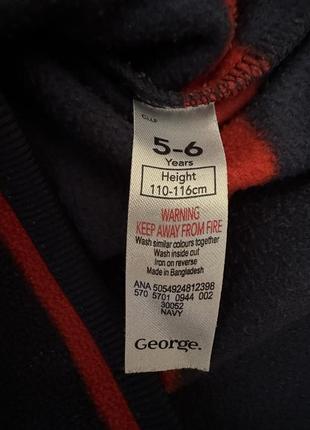 5-6
Years
Height
110-116cm
WARNING
KEEP AWAY FROM FIRE
Wash similar colours together
Wash inside out
Iron on reverse
Made in Bangladesh
ANA 5054924812398
570 5701 0944 002
30052
NAVY
George.